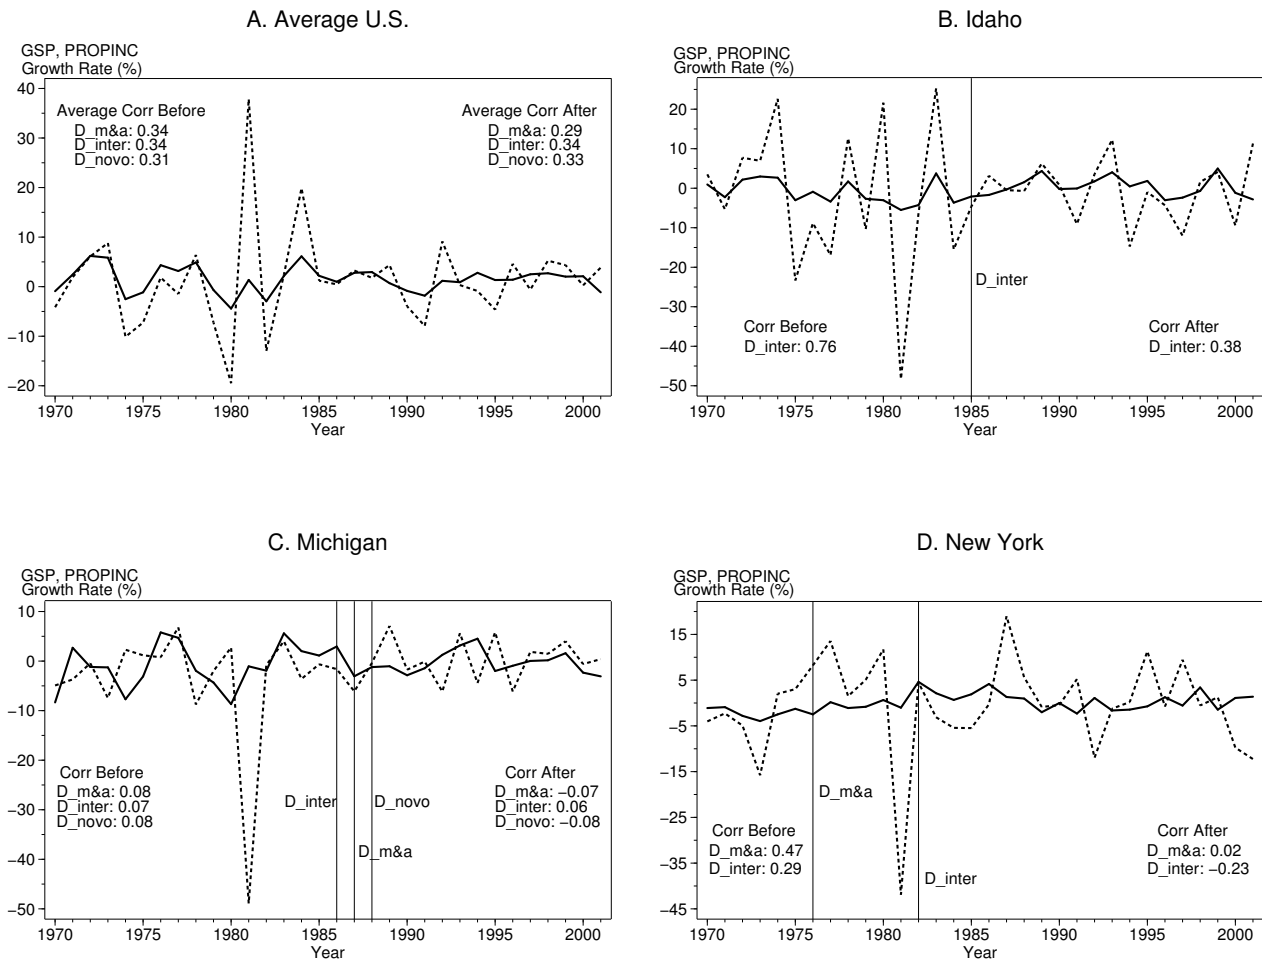 A. Average U.S.
GSP, PROPINC
Growth Rate (%)
40
30
20
10
0
−10
−20
Average Corr Before
D_m&a: 0.34
D_inter: 0.34
D_novo: 0.31
Average Corr After
D_m&a: 0.29
D_inter: 0.34
D_novo: 0.33
1970 1975 1980 1985 1990 1995 2000
Year
B. Idaho
GSP, PROPINC
Growth Rate (%)
20
10
0
−10
−20
−30
−40
−50
D_inter
Corr Before
D_inter: 0.76
Corr After
D_inter: 0.38
1970 1975 1980 1985 1990 1995 2000
Year
C. Michigan
GSP, PROPINC
Growth Rate (%)
10
0
−10
−20
−30
−40
−50
Corr Before
D_m&a: 0.08
D_inter: 0.07
D_novo: 0.08
D_inter
D_novo
D_m&a
Corr After
D_m&a: −0.07
D_inter: 0.06
D_novo: −0.08
1970 1975 1980 1985 1990 1995 2000
Year
D. New York
GSP, PROPINC
Growth Rate (%)
15
5
−5
−15
−25
−35
−45
D_m&a
Corr Before
D_m&a: 0.47
D_inter: 0.29
D_inter
Corr After
D_m&a: 0.02
D_inter: −0.23
1970 1975 1980 1985 1990 1995 2000
Year